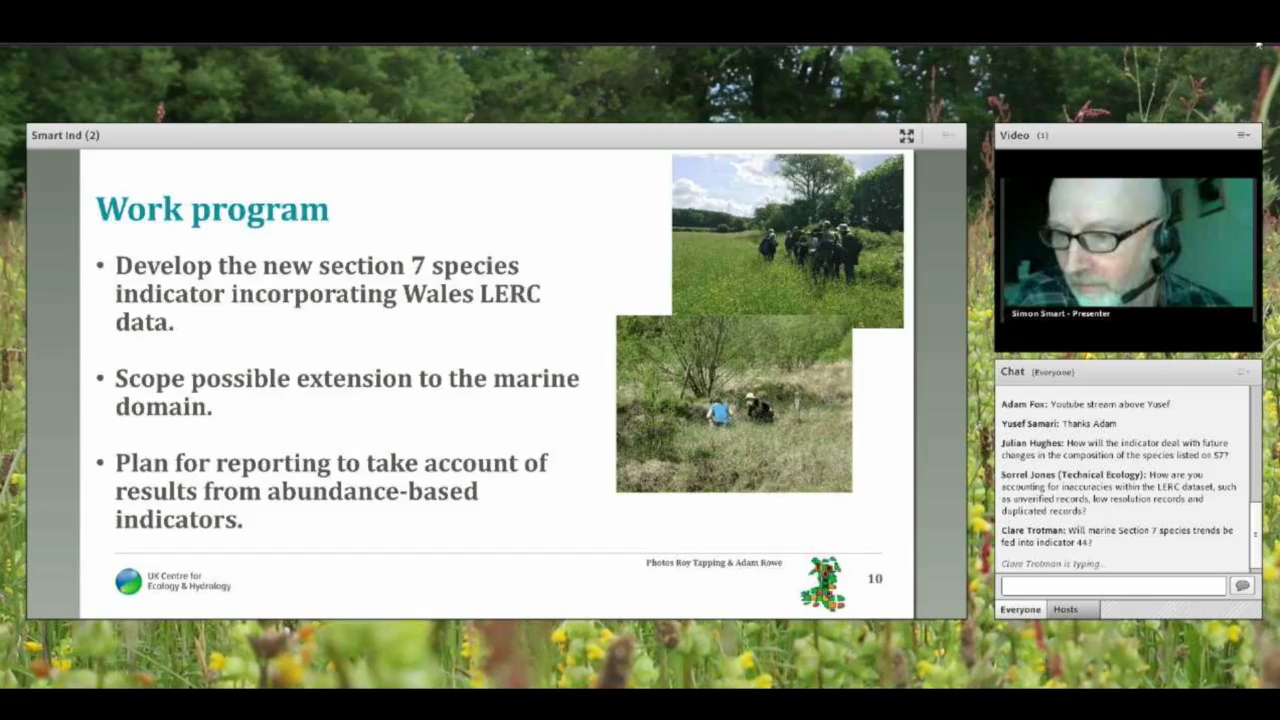 Smart Ind (2)
Work program
• Develop the new section 7 species
indicator incorporating Wales LERC
data.
• Scope possible extension to the marine
domain.
• Plan for reporting to take account of
results from abundance-based
indicators.
Photos Roy Tapping & Adam Rowe
UK Centre for
Ecology & Hydrology
10
Video (1)
Simon Smart - Presenter
Chat (Everyone)
Adam Fox: Youtube stream above Yusef
Yusef Samari: Thanks Adam
Julian Hughes: How will the indicator deal with future
changes in the composition of the species listed on S7?
Sorrel Jones (Technical Ecology): How are you
accounting for inaccuracies within the LERC dataset, such
as unverified records, low resolution records and
duplicated records?
Clare Trotman: Will marine Section 7 species trends be
fed into indicator 44?
Clare Trotman is typing...
Everyone Hosts